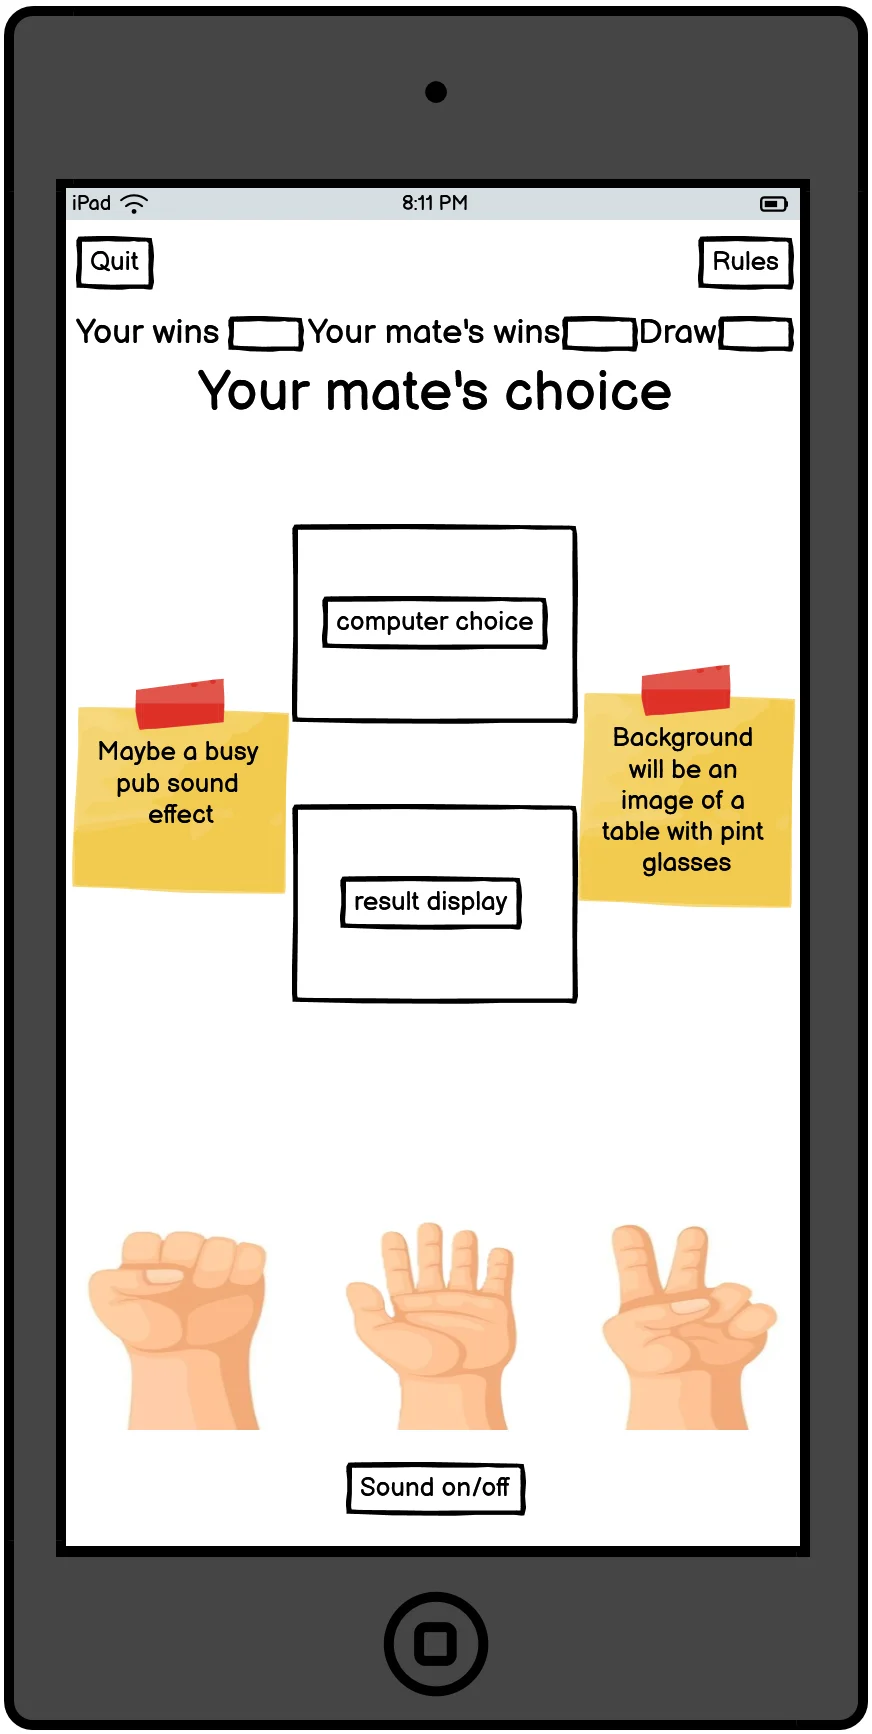 iPad 8:11 PM
Quit Rules
Your wins Your mate's wins Draw
Your mate's choice
computer choice
Maybe a busy
pub sound
effect
Background
will be an
image of a
table with pint
glasses
result display
Sound on/off